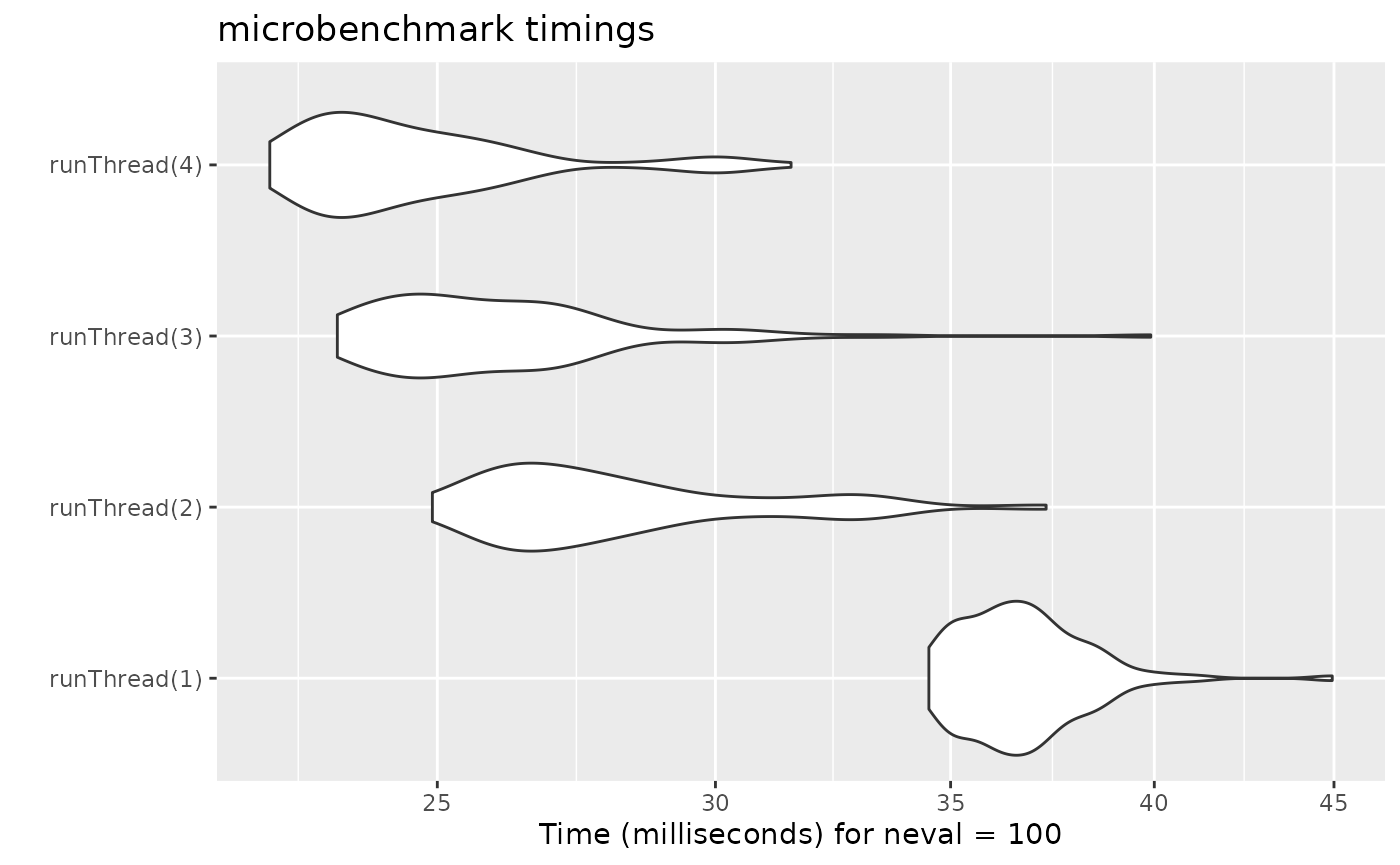 microbenchmark timings
runThread(4)
runThread(3)
runThread(2)
runThread(1)
25 30 35 40 45
Time (milliseconds) for neval = 100